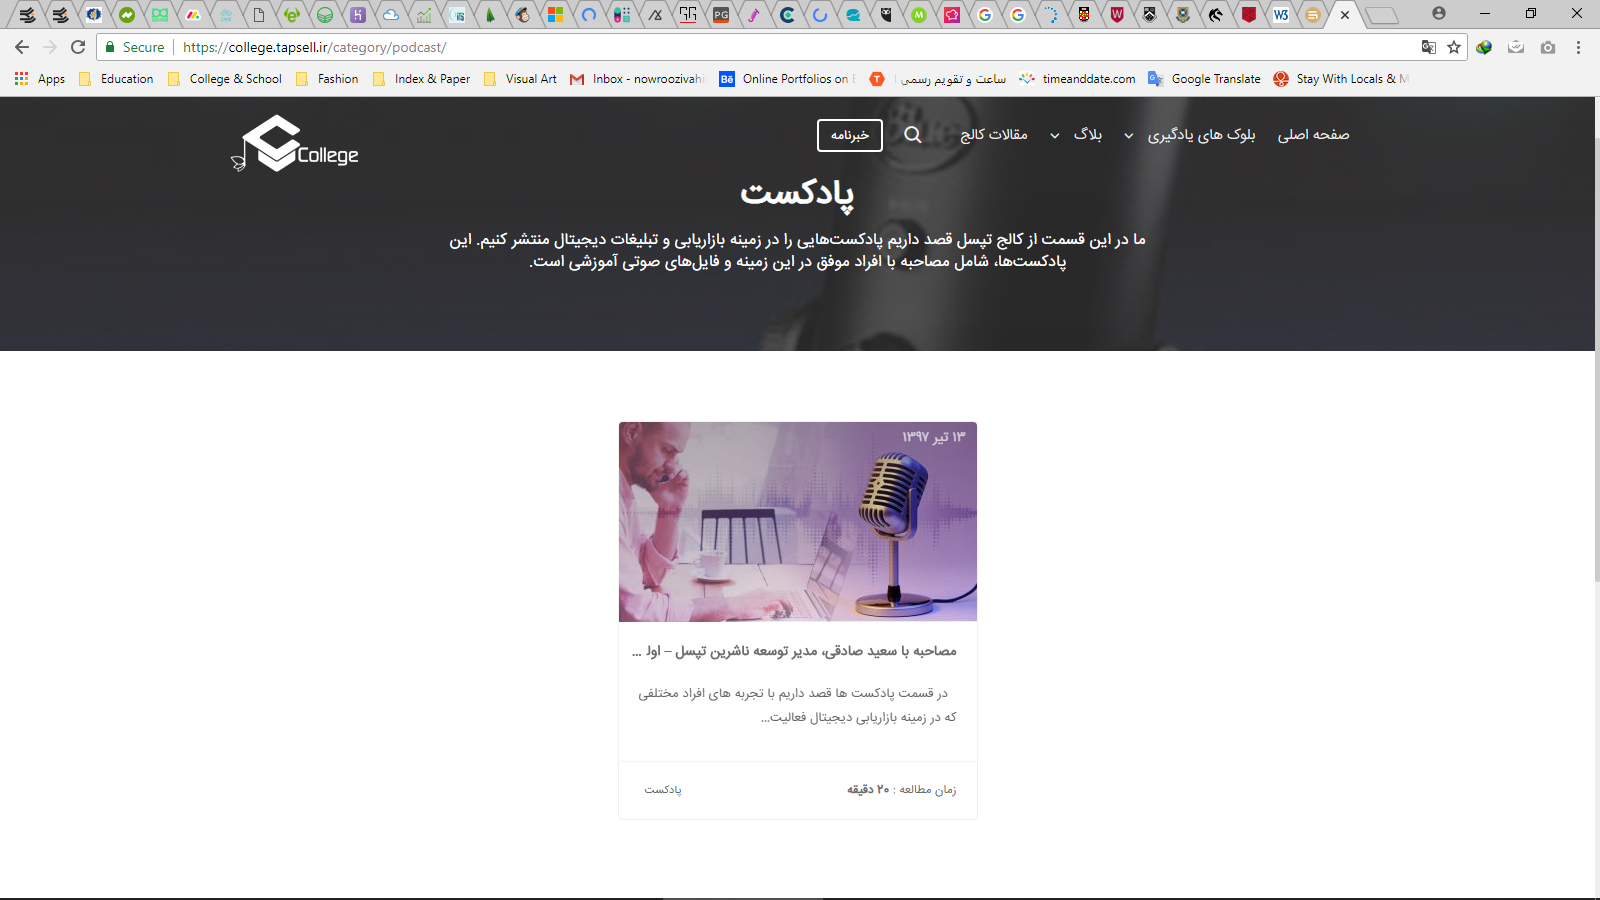 Secure
https://college.tapsell.ir/category/podcast/
Apps
Education
College & School
Fashion
Index & Paper
Visual Art
Inbox - nowroozivahi
Online Portfolios on
ساعت و تقویم رسمی
timeanddate.com
Google Translate
Stay With Locals & M
College
صفحه اصلی
بلوک های یادگیری
بلاگ
مقالات کالج
خبرنامه
پادکست
ما در این قسمت از کالج تپسل قصد داریم پادکست‌هایی را در زمینه بازاریابی و تبلیغات دیجیتال منتشر کنیم. این
پادکست‌ها، شامل مصاحبه با افراد موفق در این زمینه و فایل‌های صوتی آموزشی است.
۱۳ تیر ۱۳۹۷
مصاحبه با سعید صادقی، مدیر توسعه ناشرین تپسل – اول ...
در قسمت پادکست ها قصد داریم با تجربه های افراد مختلفی
که در زمینه بازاریابی دیجیتال فعالیت...
زمان مطالعه : ۲۰ دقیقه
پادکست